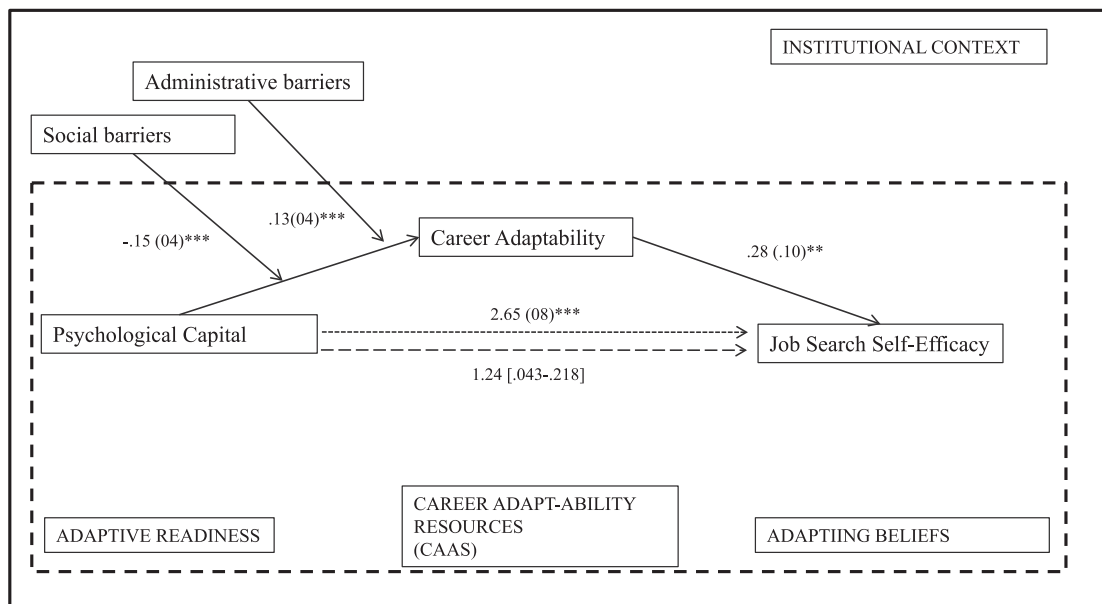 INSTITUTIONAL CONTEXT
Administrative barriers
Social barriers
.13(04)***
-.15 (04)***
Career Adaptability
.28 (.10)**
Psychological Capital
2.65 (08)***
Job Search Self-Efficacy
1.24 [.043-.218]
ADAPTIVE READINESS
CAREER ADAPT-ABILITY
RESOURCES
(CAAS)
ADAPTIING BELIEFS